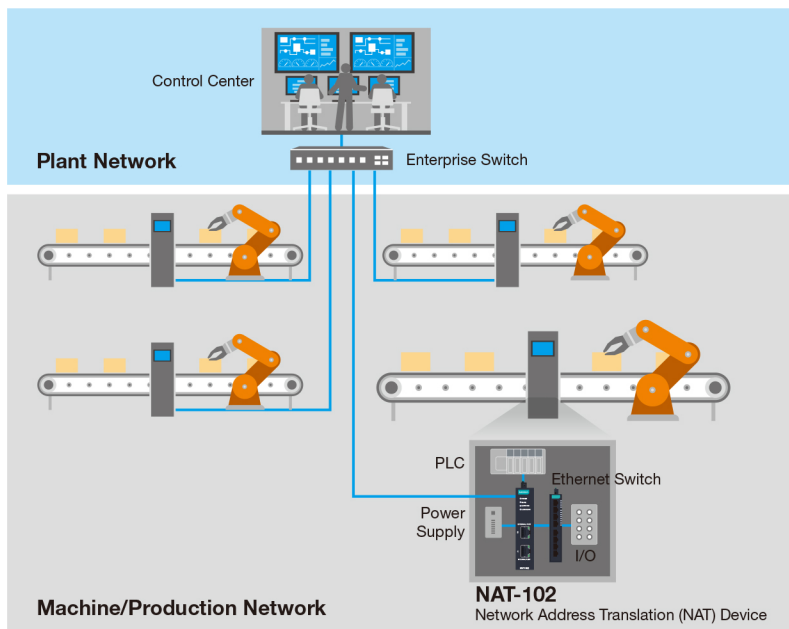 Control Center
Plant Network
Enterprise Switch
PLC
Ethernet Switch
Power
Supply
I/O
NAT-102
Network Address Translation (NAT) Device
Machine/Production Network